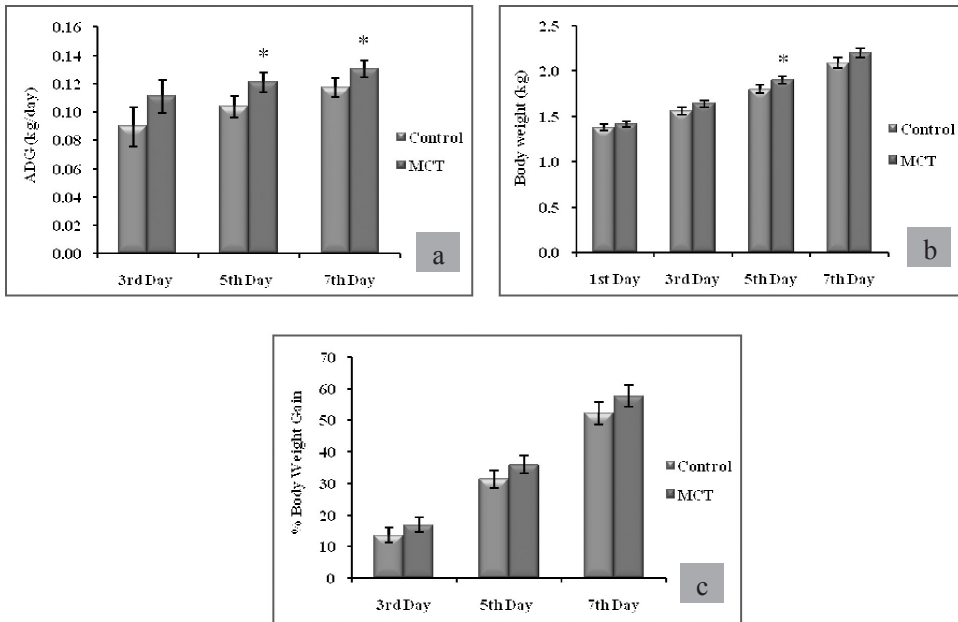 0.16
0.14
0.12
0.10
0.08
0.06
0.04
0.02
0.00
ADG (kg/day)
*
*
3rd Day 5th Day 7th Day
Control
MCT
a
2.5
2.0
1.5
1.0
0.5
0.0
Body weight (kg)
*
1st Day 3rd Day 5th Day 7th Day
Control
MCT
b
70
60
50
40
30
20
10
0
% Body Weight Gain
3rd Day 5th Day 7th Day
Control
MCT
c